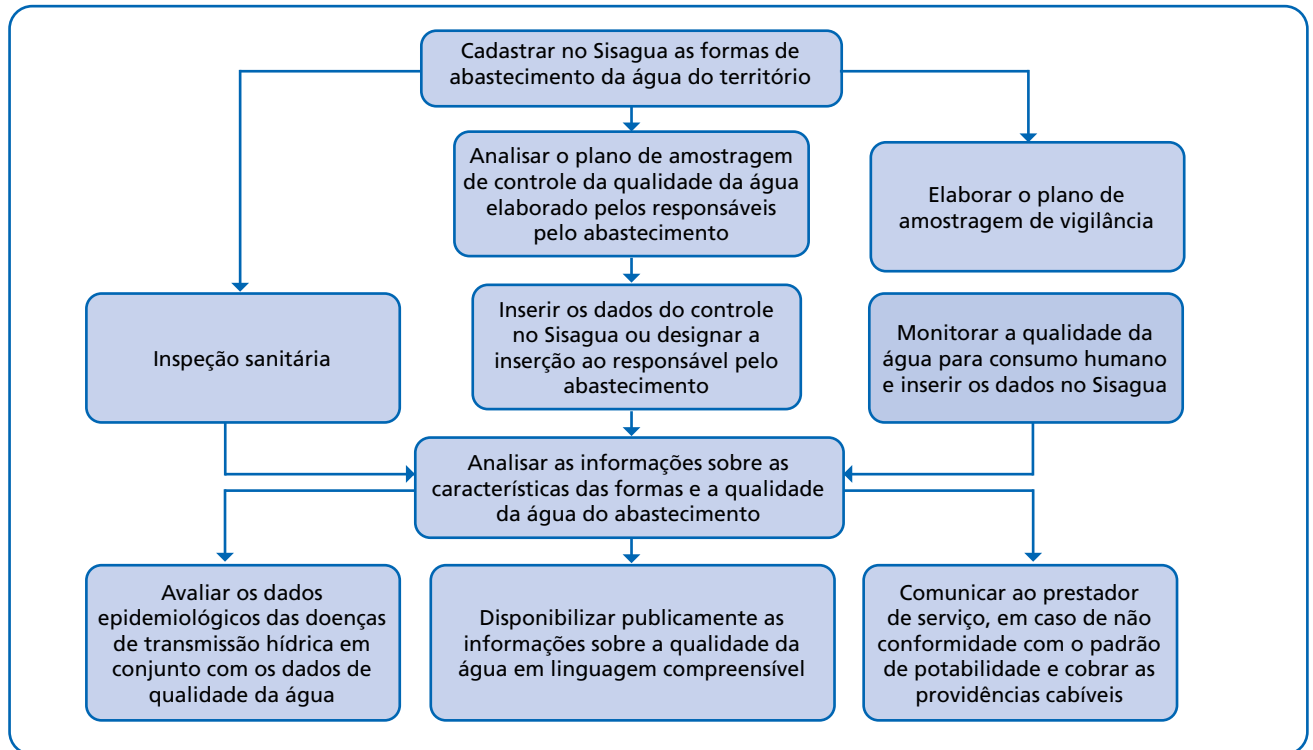 Cadastrar no Sisagua as formas de
abastecimento da água do território
Analisar o plano de amostragem
de controle da qualidade da água
elaborado pelos responsáveis
pelo abastecimento
Elaborar o plano de
amostragem de vigilância
Inspeção sanitária
Inserir os dados do controle
no Sisagua ou designar a
inserção ao responsável pelo
abastecimento
Monitorar a qualidade da
água para consumo humano
e inserir os dados no Sisagua
Analisar as informações sobre as
características das formas e a qualidade
da água do abastecimento
Avaliar os dados
epidemiológicos das doenças
de transmissão hídrica em
conjunto com os dados de
qualidade da água
Disponibilizar publicamente as
informações sobre a qualidade da
água em linguagem compreensível
Comunicar ao prestador
de serviço, em caso de não
conformidade com o padrão
de potabilidade e cobrar as
providências cabíveis